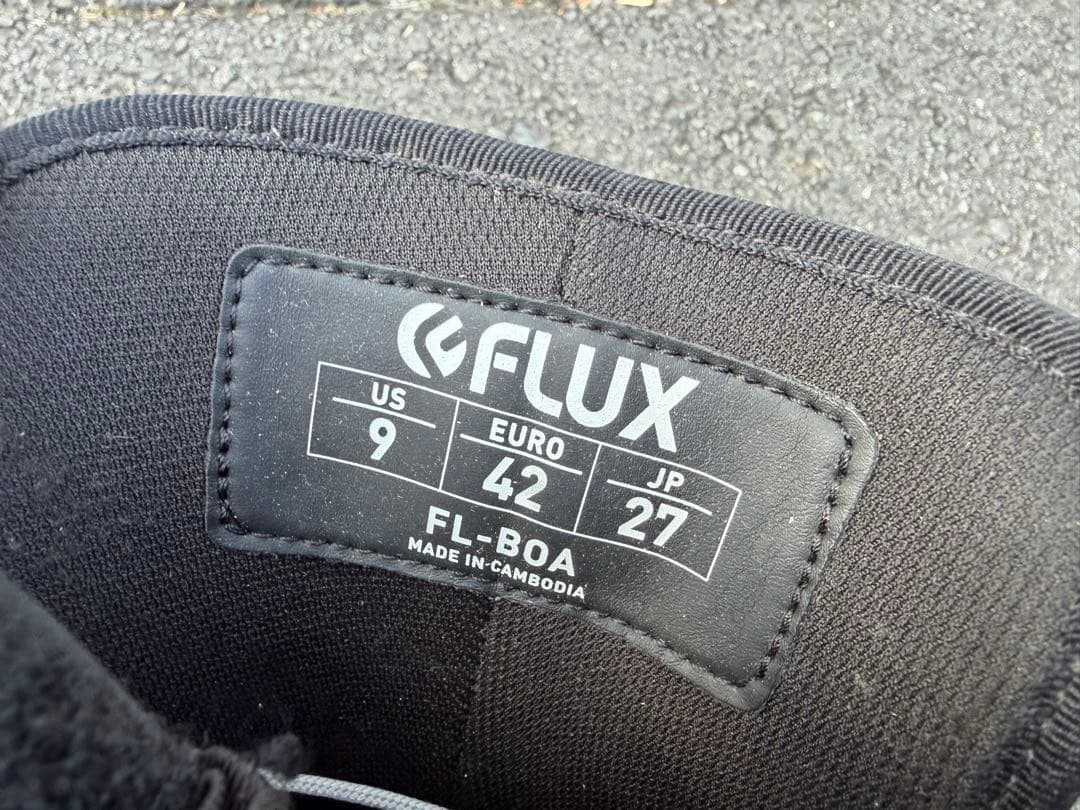 FLUX
US EURO JP
9 42 27
FL-BOA
MADE IN CAMBODIA